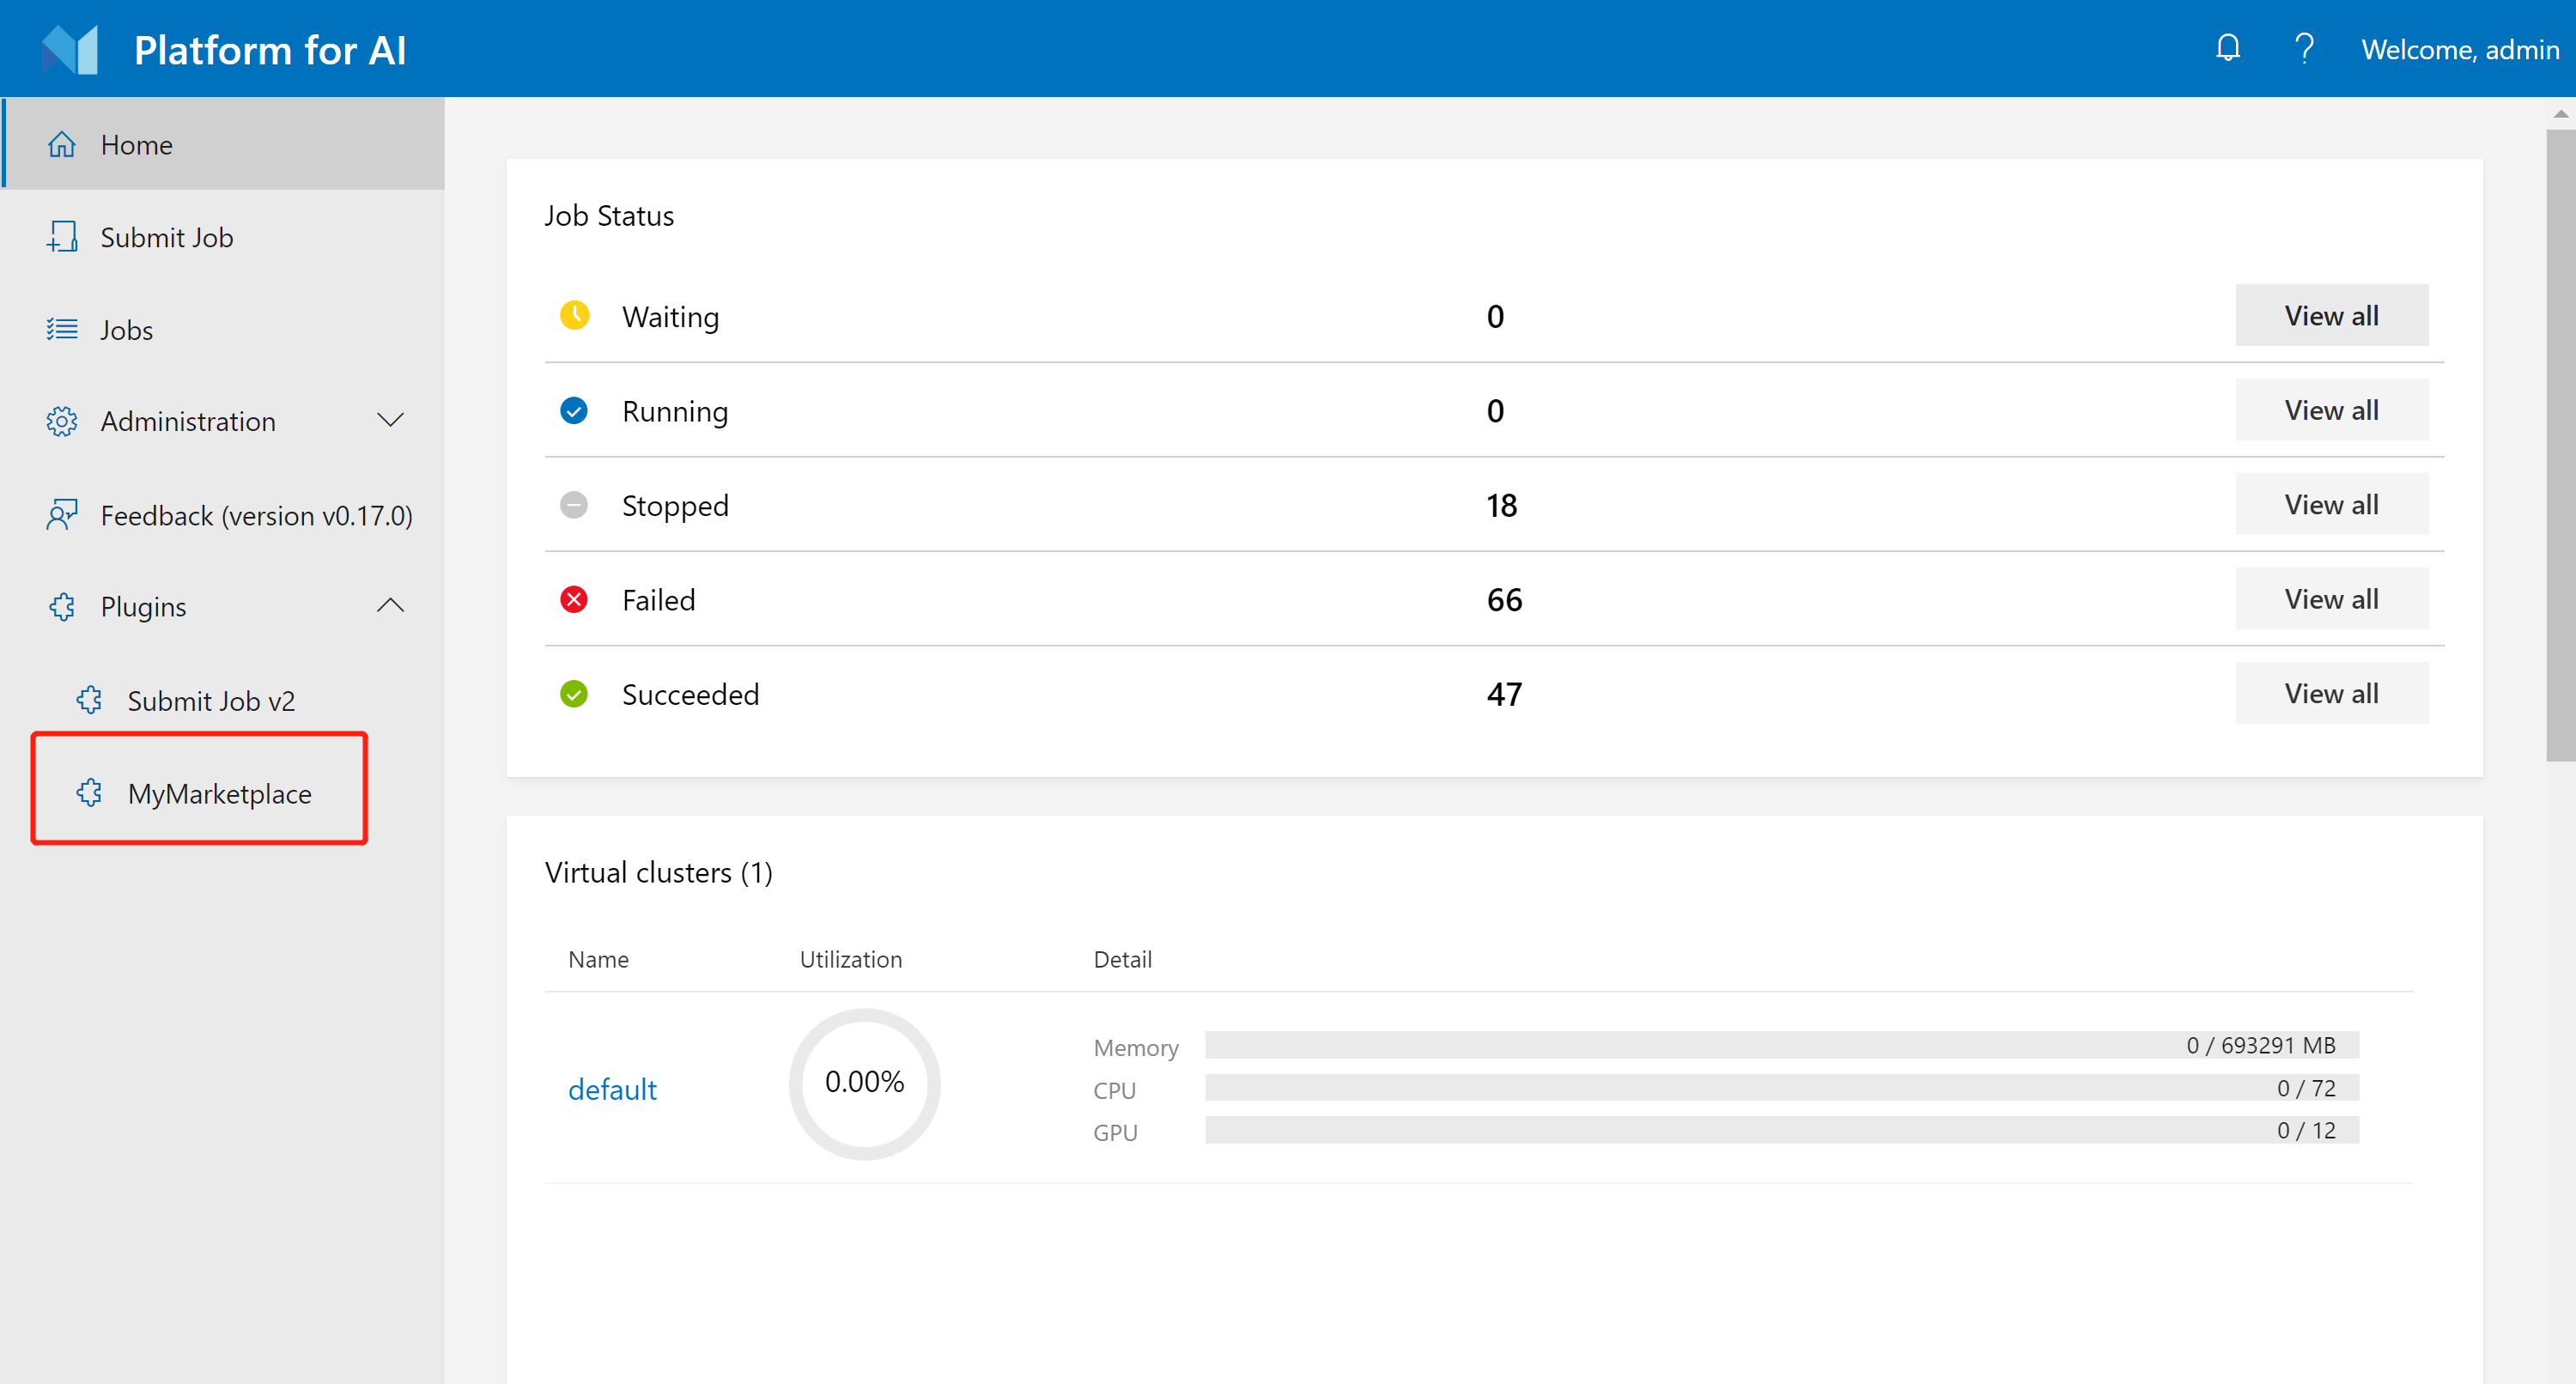 Platform for AI
Welcome, admin
Home
Submit Job
Jobs
Administration
Feedback (version v0.17.0)
Plugins
Submit Job v2
MyMarketplace
Job Status
Waiting 0 View all
Running 0 View all
Stopped 18 View all
Failed 66 View all
Succeeded 47 View all
Virtual clusters (1)
Name Utilization Detail
default 0.00%
Memory 0 / 693291 MB
CPU 0 / 72
GPU 0 / 12